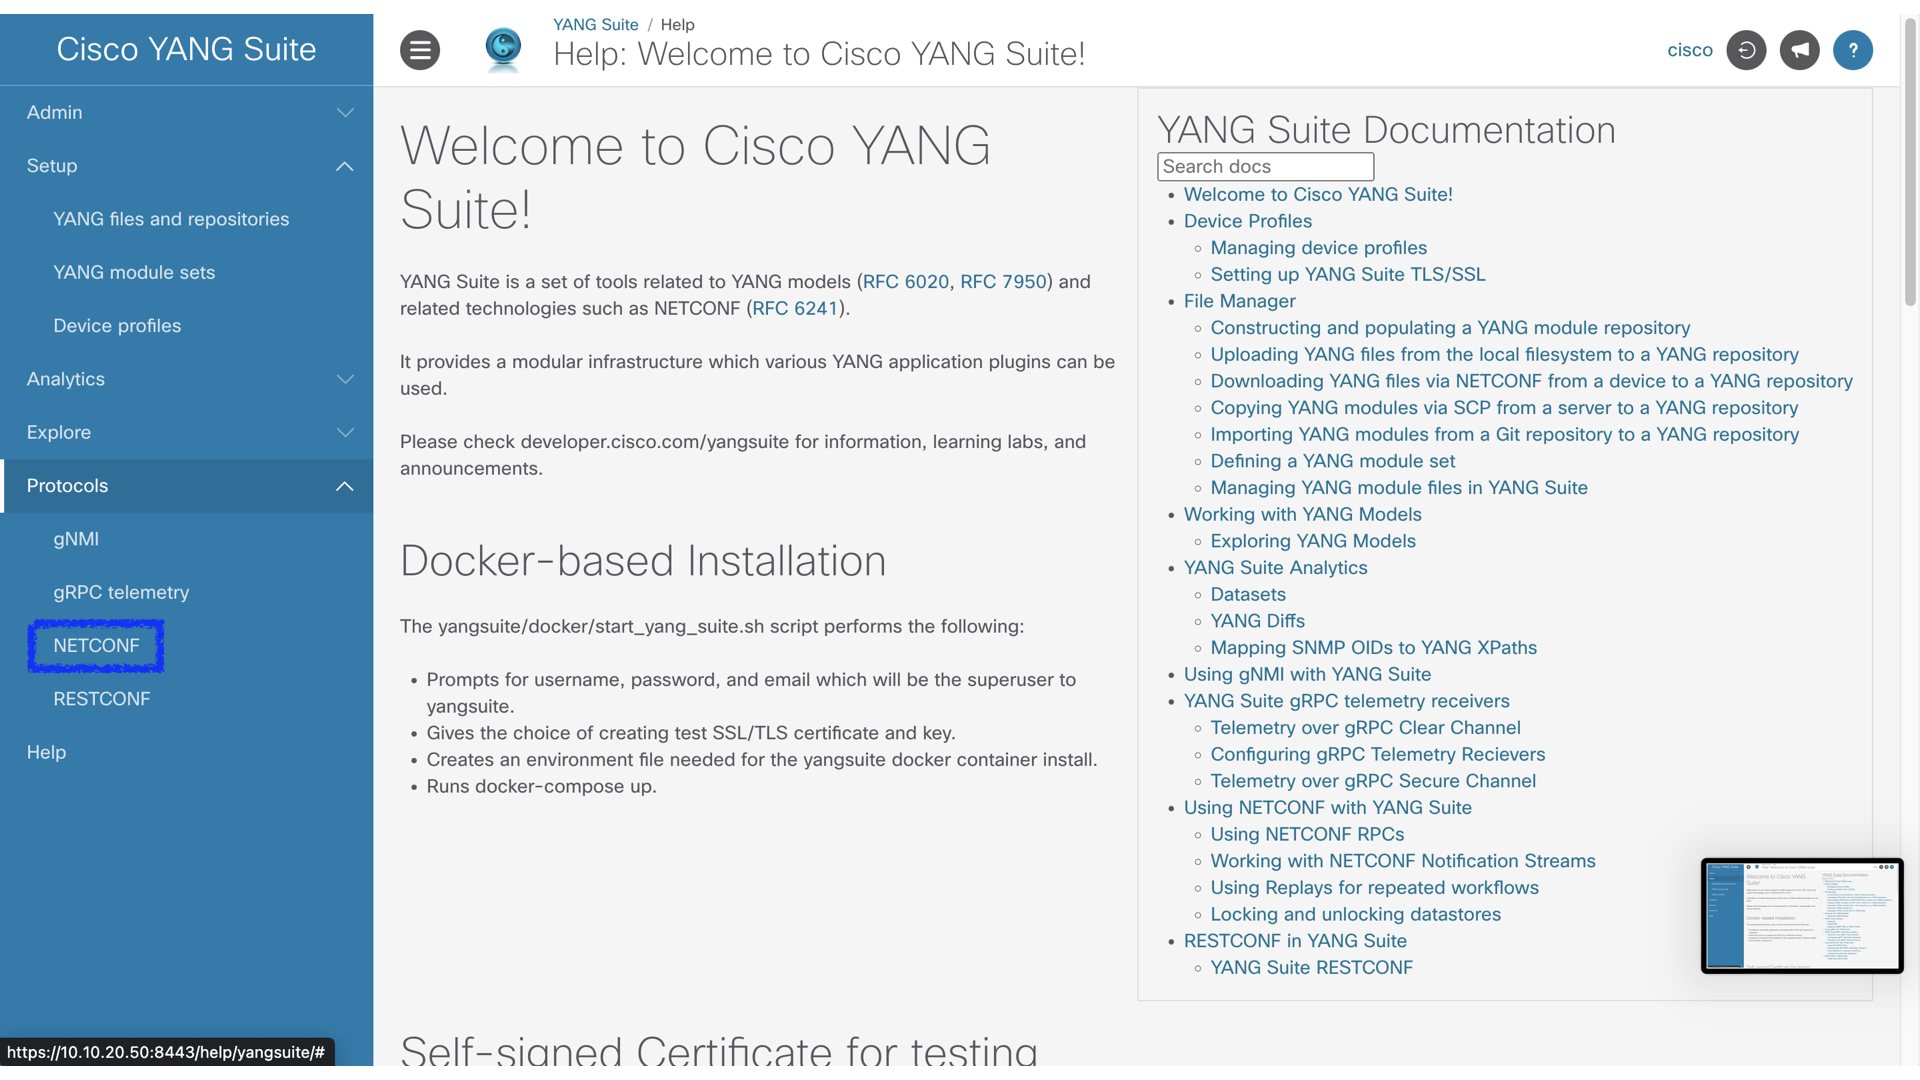 Cisco YANG Suite
Admin
Setup
YANG files and repositories
YANG module sets
Device profiles
Analytics
Explore
Protocols
gNMI
gRPC telemetry
NETCONF
RESTCONF
Help
YANG Suite / Help
Help: Welcome to Cisco YANG Suite!
cisco
?
Welcome to Cisco YANG
Suite!
YANG Suite is a set of tools related to YANG models (RFC 6020, RFC 7950) and
related technologies such as NETCONF (RFC 6241).
It provides a modular infrastructure which various YANG application plugins can be
used.
Please check developer.cisco.com/yangsuite for information, learning labs, and
announcements.
Docker-based Installation
The yangsuite/docker/start_yang_suite.sh script performs the following:
• Prompts for username, password, and email which will be the superuser to
yangsuite.
• Gives the choice of creating test SSL/TLS certificate and key.
• Creates an environment file needed for the yangsuite docker container install.
• Runs docker-compose up.
Self-signed Certificate for testing
YANG Suite Documentation
Search docs
• Welcome to Cisco YANG Suite!
• Device Profiles
◦ Managing device profiles
◦ Setting up YANG Suite TLS/SSL
• File Manager
◦ Constructing and populating a YANG module repository
◦ Uploading YANG files from the local filesystem to a YANG repository
◦ Downloading YANG files via NETCONF from a device to a YANG repository
◦ Copying YANG modules via SCP from a server to a YANG repository
◦ Importing YANG modules from a Git repository to a YANG repository
◦ Defining a YANG module set
◦ Managing YANG module files in YANG Suite
• Working with YANG Models
◦ Exploring YANG Models
• YANG Suite Analytics
◦ Datasets
◦ YANG Diffs
◦ Mapping SNMP OIDs to YANG XPaths
• Using gNMI with YANG Suite
• YANG Suite gRPC telemetry receivers
◦ Telemetry over gRPC Clear Channel
◦ Configuring gRPC Telemetry Recievers
◦ Telemetry over gRPC Secure Channel
• Using NETCONF with YANG Suite
◦ Using NETCONF RPCs
◦ Working with NETCONF Notification Streams
◦ Using Replays for repeated workflows
◦ Locking and unlocking datastores
• RESTCONF in YANG Suite
◦ YANG Suite RESTCONF
https://10.10.20.50:8443/help/yangsuite/#